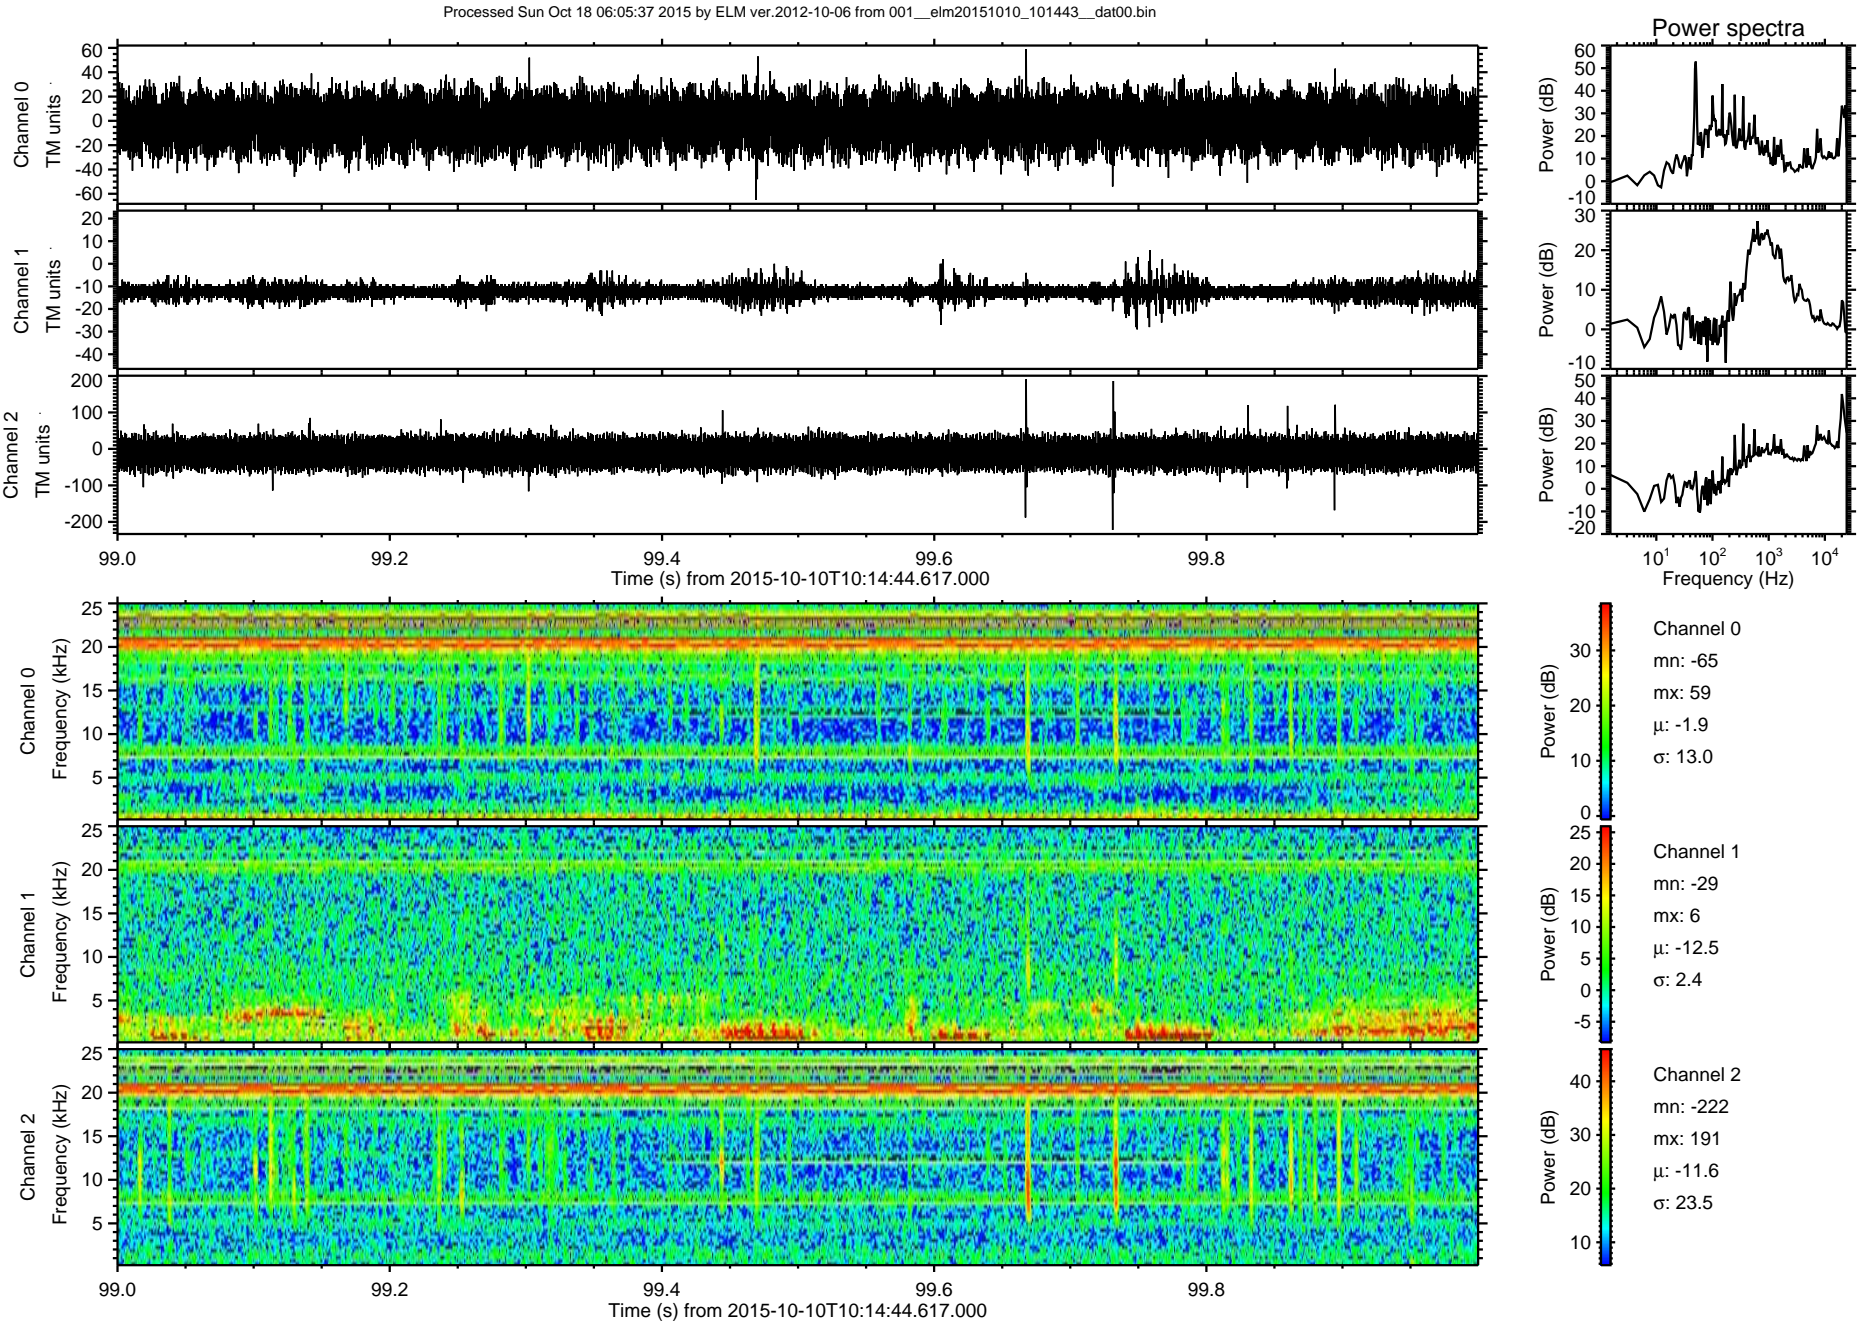 Processed Sun Oct 18 06:05:37 2015 by ELM ver.2012-10-06 from 001__elm20151010_101443__dat00.bin
Power spectra
Channel 0
TM units
60
40
20
0
-20
-40
-60
Power (dB)
60
50
40
30
20
10
0
-10
Channel 1
TM units
20
10
0
-10
-20
-30
-40
Power (dB)
30
20
10
0
-10
Channel 2
TM units
200
100
0
-100
-200
Power (dB)
50
40
30
20
10
0
-10
-20
99.0 99.2 99.4 99.6 99.8
Time (s) from 2015-10-10T10:14:44.617.000
10¹ 10² 10³ 10⁴
Frequency (Hz)
Channel 0
Frequency (kHz)
25
20
15
10
5
Power (dB)
30
20
10
0
Channel 0
mn: -65
mx: 59
μ: -1.9
σ: 13.0
Channel 1
Frequency (kHz)
25
20
15
10
5
Power (dB)
25
20
15
10
5
0
-5
Channel 1
mn: -29
mx: 6
μ: -12.5
σ: 2.4
Channel 2
Frequency (kHz)
25
20
15
10
5
Power (dB)
40
30
20
10
Channel 2
mn: -222
mx: 191
μ: -11.6
σ: 23.5
99.0 99.2 99.4 99.6 99.8
Time (s) from 2015-10-10T10:14:44.617.000